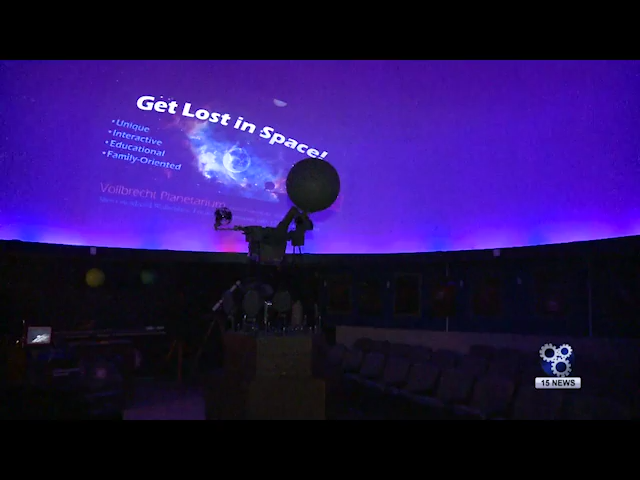 Get Lost in Space!
•Unique
•Interactive
•Educational
•Family-Oriented
Vollbrecht Planetarium
15 NEWS